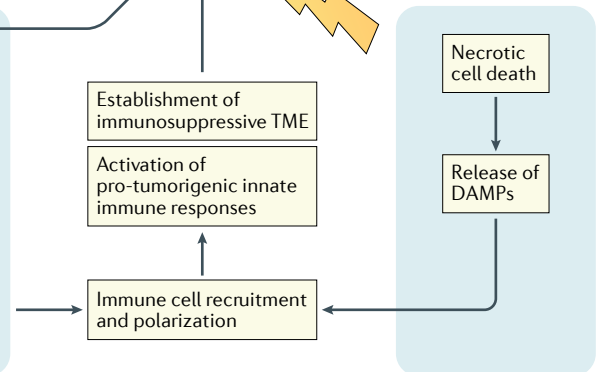 Establishment of
immunosuppressive TME
Activation of
pro-tumorigenic innate
immune responses
Immune cell recruitment
and polarization
Necrotic
cell death
Release of
DAMPs